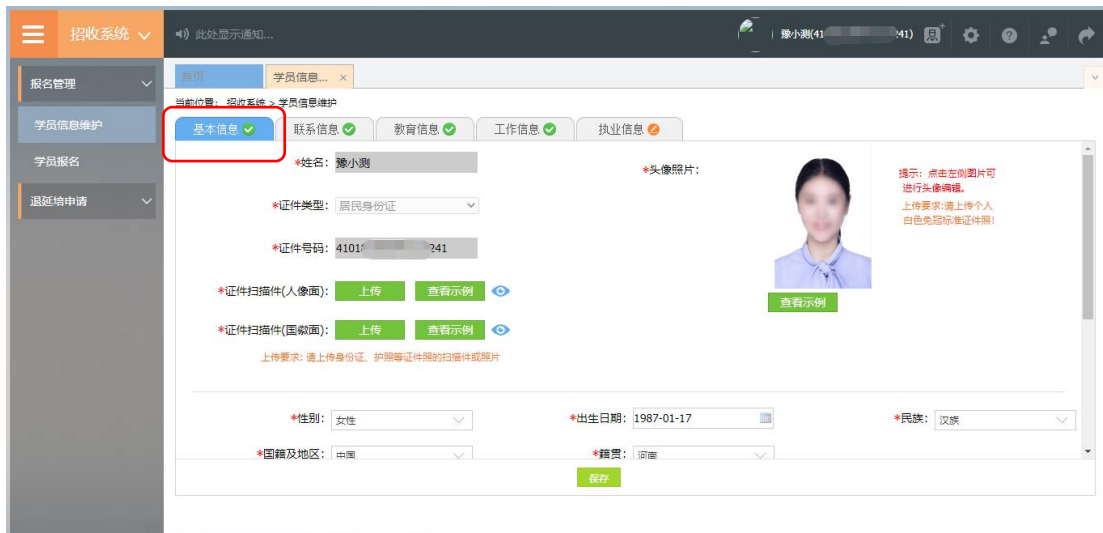 招收系统
此处显示通知...
豫小测(41 241)
报名管理
学员信息维护
学员报名
退延培申请
首页
学员信息... ×
当前位置： 招收系统 > 学员信息维护
基本信息
联系信息
教育信息
工作信息
执业信息
*姓名： 豫小测
*头像照片：
提示：点击左侧图片可
进行头像编辑。
上传要求:请上传个人
白色免冠标准证件照!
*证件类型： 居民身份证
*证件号码： 4101 241
*证件扫描件(人像面)： 上传 查看示例
查看示例
*证件扫描件(国徽面)： 上传 查看示例
上传要求: 请上传身份证、护照等证件照的扫描件或照片
*性别： 女性
*出生日期： 1987-01-17
*民族： 汉族
*国籍及地区： 中国
*籍贯： 河南
保存